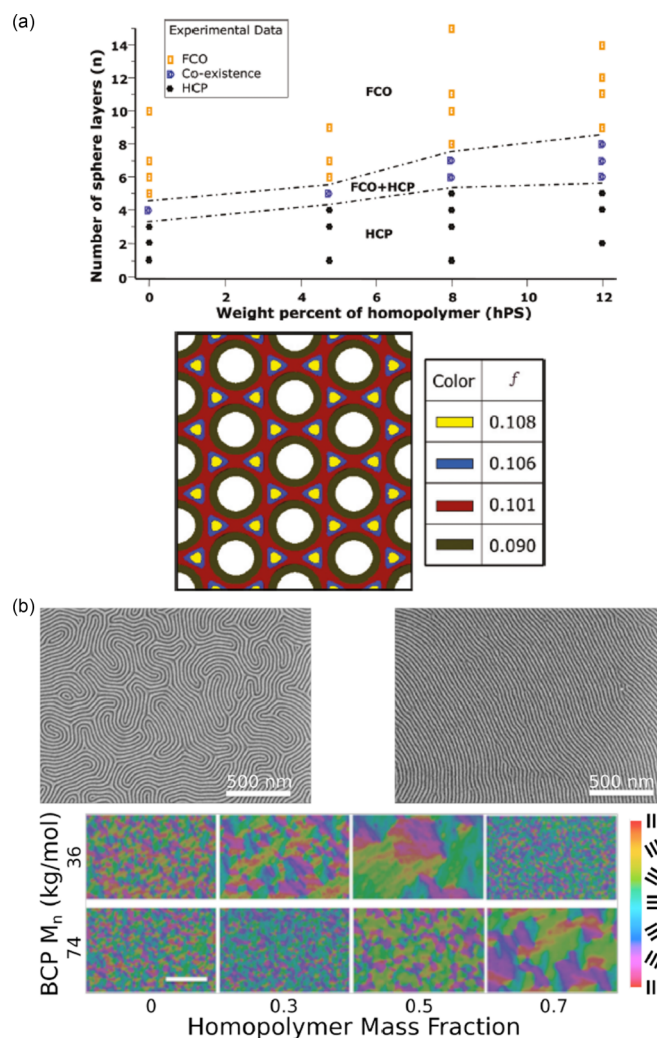 (a)
Experimental Data
FCO
Co-existence
HCP
Number of sphere layers (n)
14
12
10
8
6
4
2
0
FCO
FCO+HCP
HCP
0 2 4 6 8 10 12
Weight percent of homopolymer (hPS)
Color f
0.108
0.106
0.101
0.090
(b)
500 nm
500 nm
BCP Mn (kg/mol)
36
74
0 0.3 0.5 0.7
Homopolymer Mass Fraction